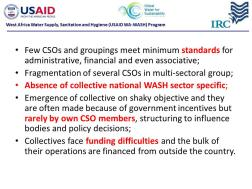 USAID
FROM THE AMERICAN PEOPLE
Global
Water for
Sustainability
West Africa Water Supply, Sanitation and Hygiene (USAID WA-WASH) Program
IRC
• Few CSOs and groupings meet minimum standards for
administrative, financial and even associative;
• Fragmentation of several CSOs in multi-sectoral group;
• Absence of collective national WASH sector specific;
• Emergence of collective on shaky objective and they
are often made because of government incentives but
rarely by own CSO members, structuring to influence
bodies and policy decisions;
• Collectives face funding difficulties and the bulk of
their operations are financed from outside the country.